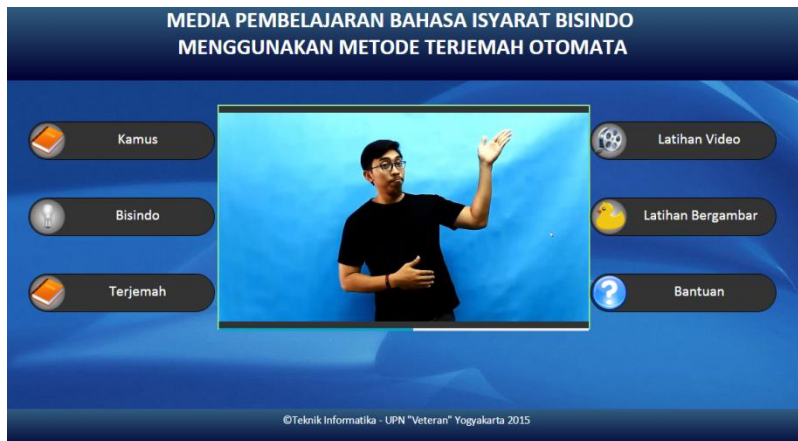 MEDIA PEMBELAJARAN BAHASA ISYARAT BISINDO
MENGGUNAKAN METODE TERJEMAH OTOMATA
Kamus
Bisindo
Terjemah
Latihan Video
Latihan Bergambar
Bantuan
©Teknik Informatika - UPN "Veteran" Yogyakarta 2015